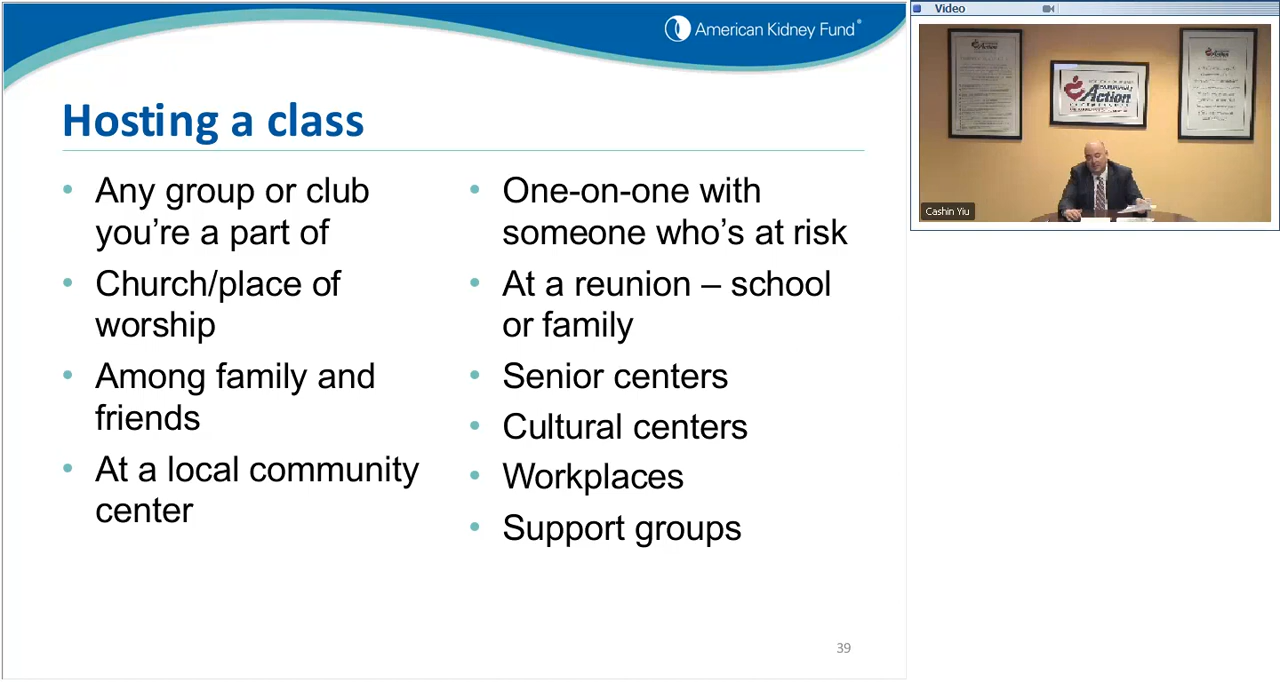 American Kidney Fund®
Hosting a class
• Any group or club
you’re a part of
• Church/place of
worship
• Among family and
friends
• At a local community
center
• One-on-one with
someone who’s at risk
• At a reunion – school
or family
• Senior centers
• Cultural centers
• Workplaces
• Support groups
39
Video
Action
Cashin Yiu